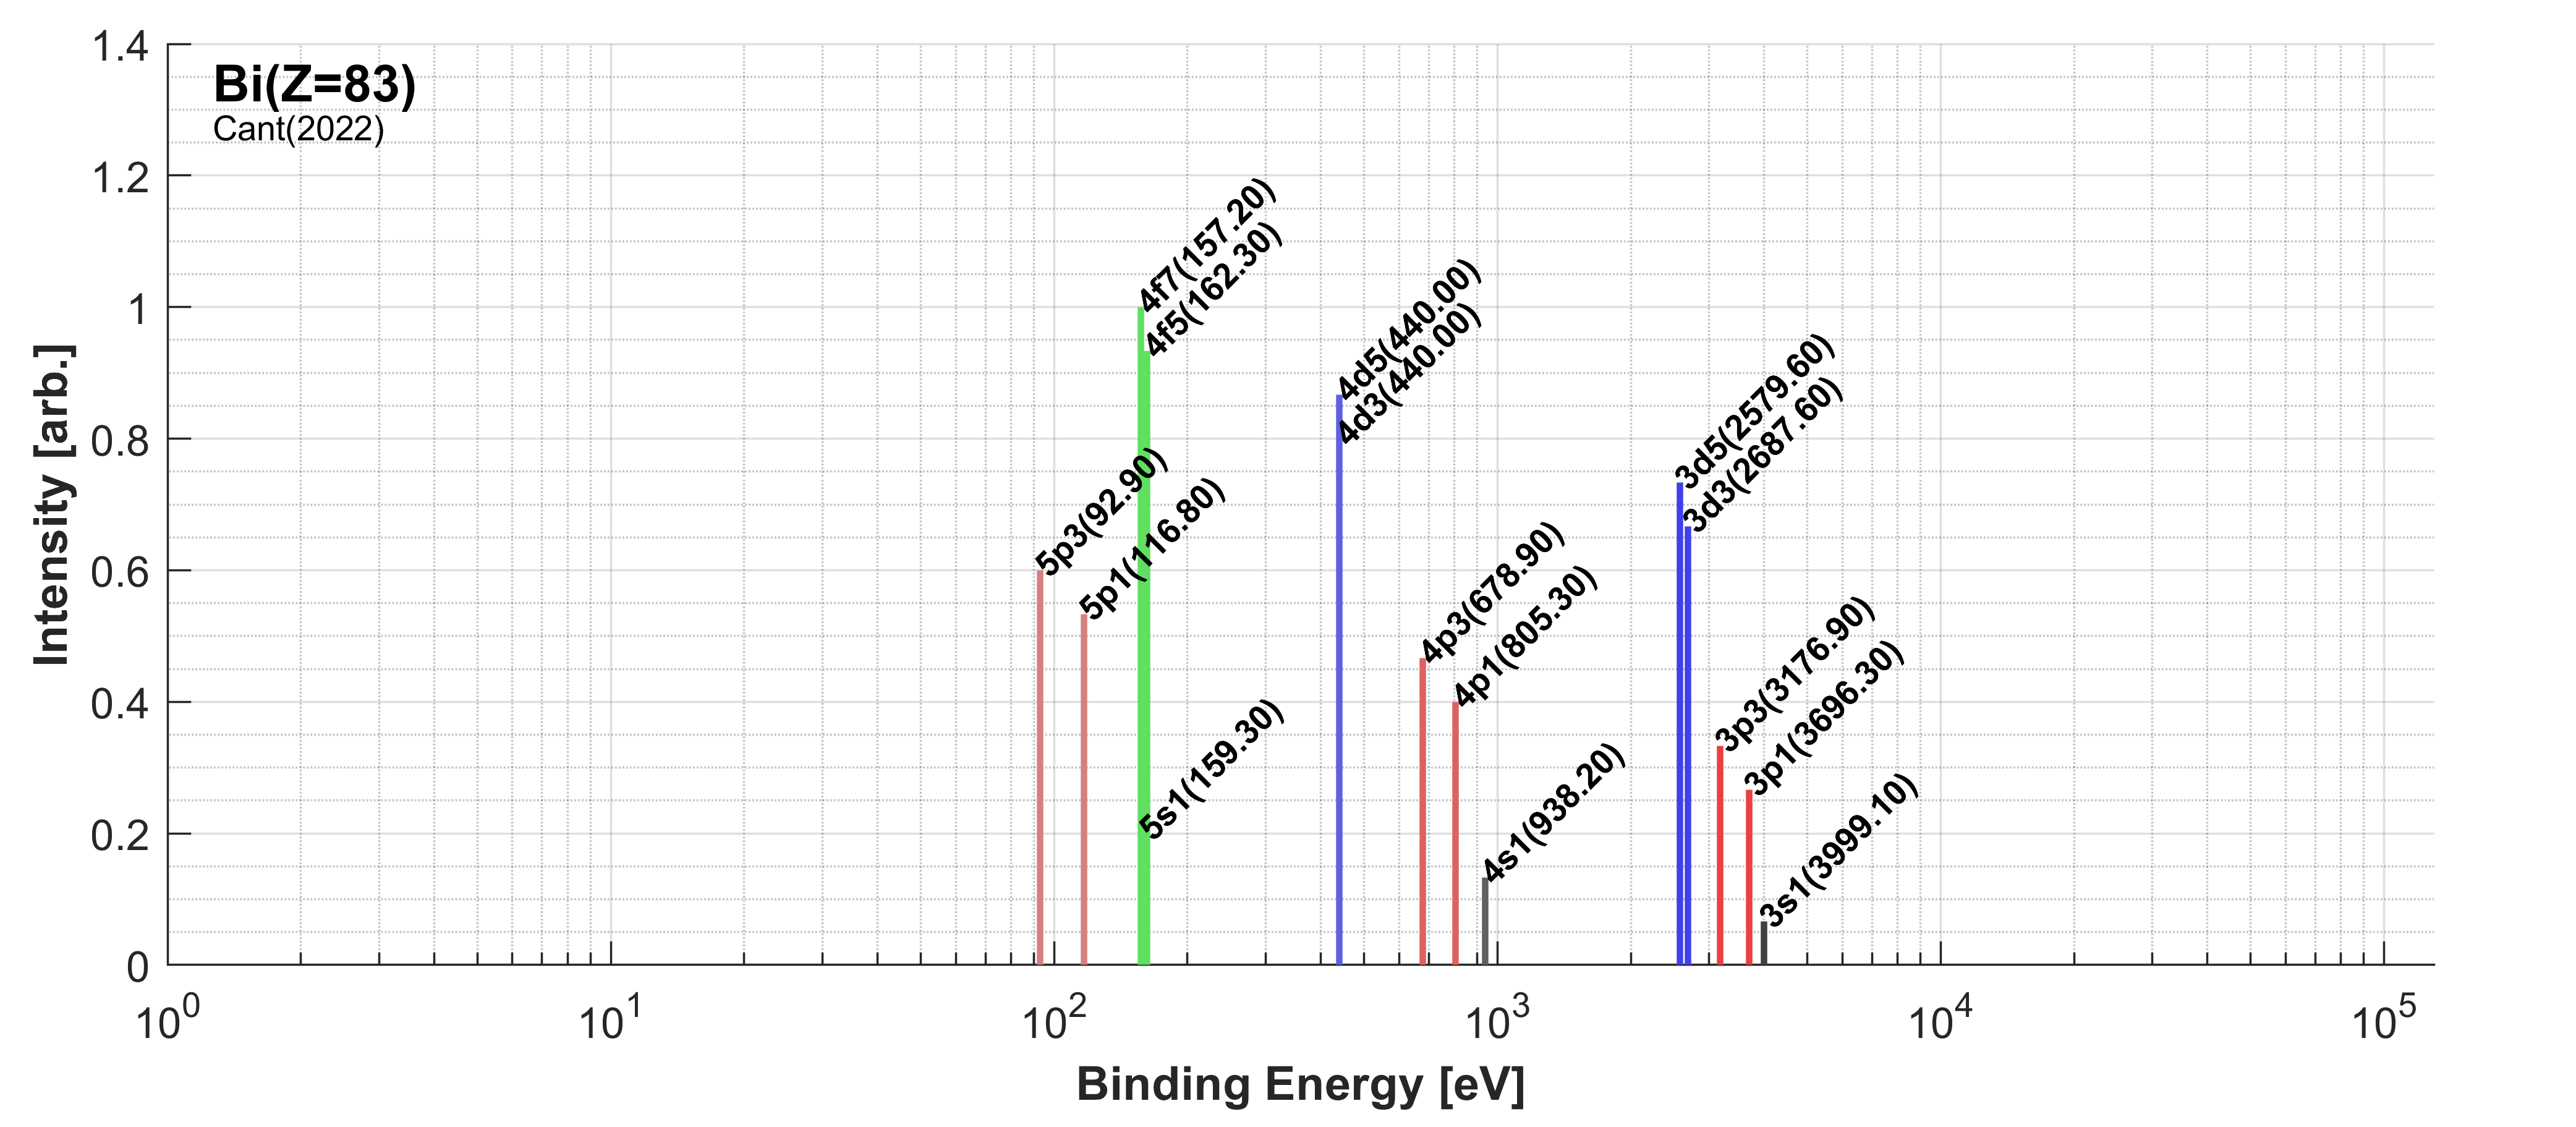 Bi(Z=83)
Cant(2022)
Intensity [arb.]
1.4
1.2
1
0.8
0.6
0.4
0.2
0
5p3(92.90)
5p1(116.80)
4f7(157.20)
4f5(162.30)
5s1(159.30)
4d5(440.00)
4d3(440.00)
4p3(678.90)
4p1(805.30)
4s1(938.20)
3d5(2579.60)
3d3(2687.60)
3p3(3176.90)
3p1(3696.30)
3s1(3999.10)
10^0 10^1 10^2 10^3 10^4 10^5
Binding Energy [eV]